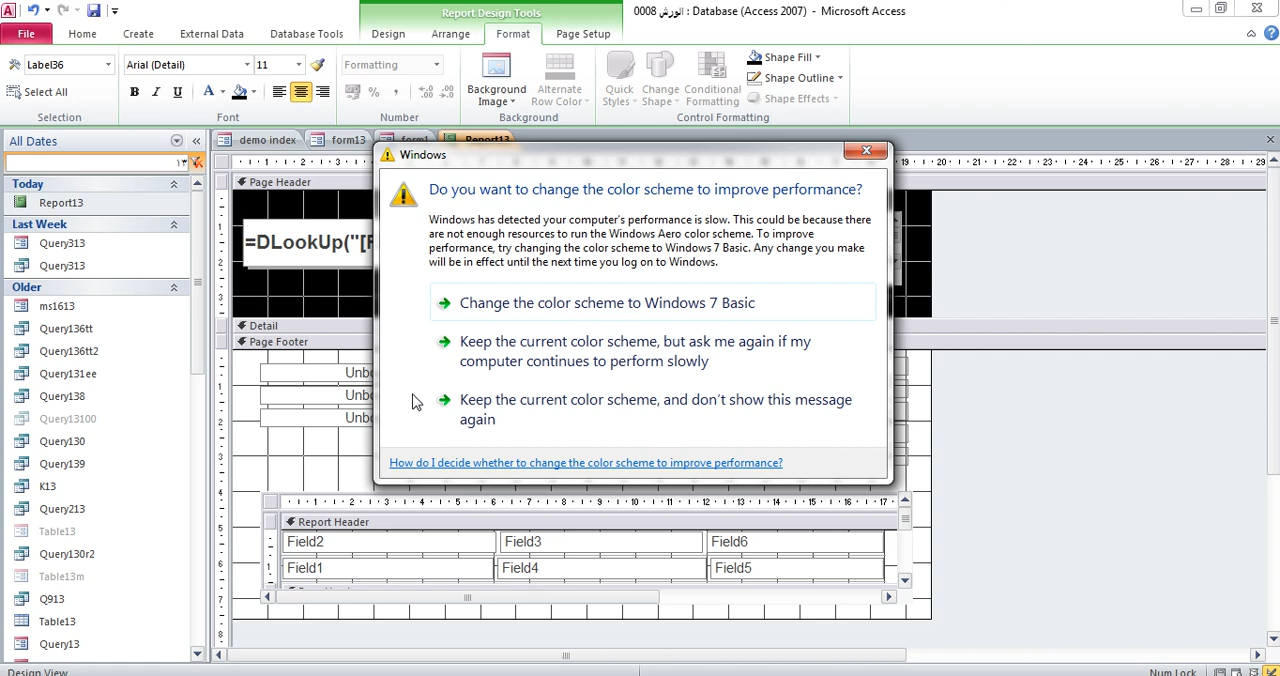 Report Design Tools
الورش 0008 : Database (Access 2007) - Microsoft Access
File Home Create External Data Database Tools Design Arrange Format Page Setup
Label36 Arial (Detail) 11 Formatting Shape Fill
Select All Background Image Alternate Row Color Quick Styles Change Shape Conditional Formatting Shape Outline
Shape Effects
Selection Font Number Background Control Formatting
All Dates
demo index form13 form1 Report13
١٣
Today
Report13
Last Week
Query313
Query313
Older
ms1613
Query136tt
Query136tt2
Query131ee
Query138
Query13100
Query130
Query139
K13
Query213
Table13
Query130r2
Table13m
Q913
Table13
Query13
Page Header
=DLookUp("[F
Detail
Page Footer
Unbo
Unbo
Unbo
Windows
Do you want to change the color scheme to improve performance?
Windows has detected your computer's performance is slow. This could be because there
are not enough resources to run the Windows Aero color scheme. To improve
performance, try changing the color scheme to Windows 7 Basic. Any change you make
will be in effect until the next time you log on to Windows.
Change the color scheme to Windows 7 Basic
Keep the current color scheme, but ask me again if my
computer continues to perform slowly
Keep the current color scheme, and don't show this message
again
How do I decide whether to change the color scheme to improve performance?
Report Header
Field2 Field3 Field6
Field1 Field4 Field5
Design View Num Lock